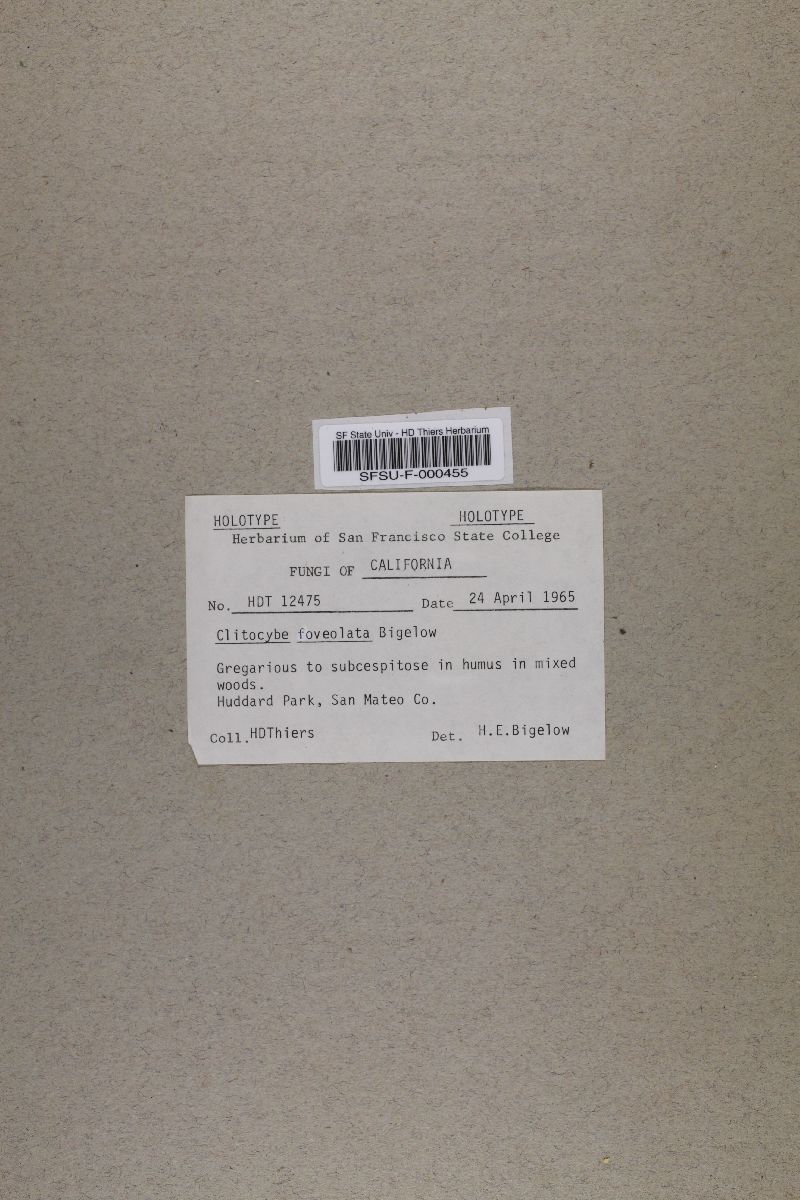 SF State Univ - HD Thiers Herbarium
SFSU-F-000455
HOLOTYPE HOLOTYPE
Herbarium of San Francisco State College
FUNGI OF CALIFORNIA
No. HDT 12475 Date 24 April 1965
Clitocybe foveolata Bigelow
Gregarious to subcespitose in humus in mixed
woods.
Huddard Park, San Mateo Co.
Coll. HDThiers Det. H.E.Bigelow